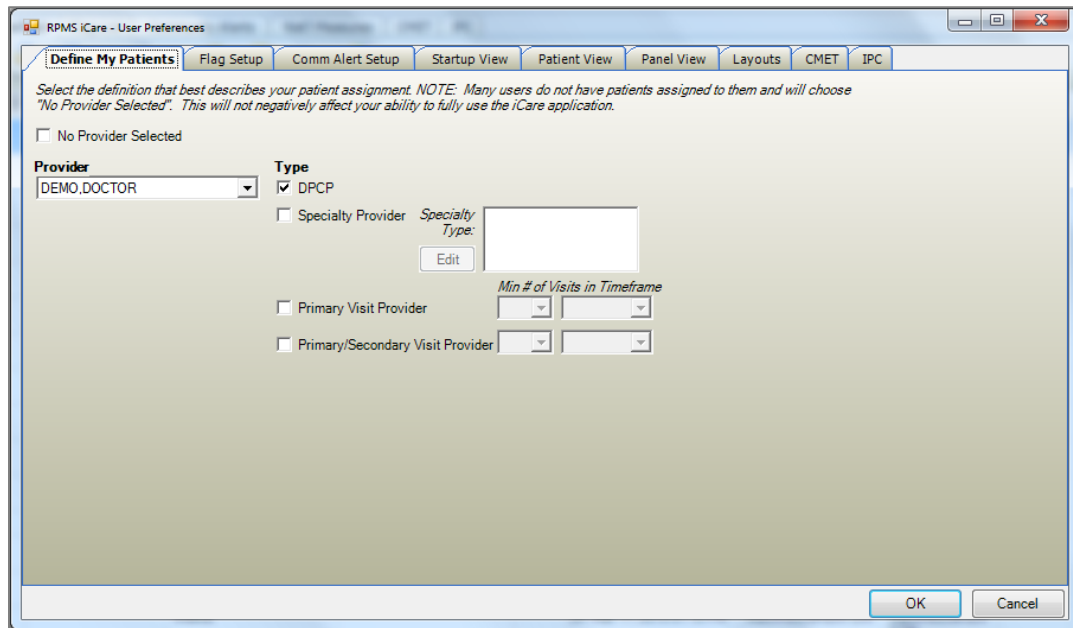 RPMS iCare - User Preferences
Define My Patients Flag Setup Comm Alert Setup Startup View Patient View Panel View Layouts CMET IPC
Select the definition that best describes your patient assignment. NOTE: Many users do not have patients assigned to them and will choose
"No Provider Selected". This will not negatively affect your ability to fully use the iCare application.
No Provider Selected
Provider Type
DEMO,DOCTOR DPCP
Specialty Provider Specialty
Type:
Edit
Min # of Visits in Timeframe
Primary Visit Provider
Primary/Secondary Visit Provider
OK Cancel